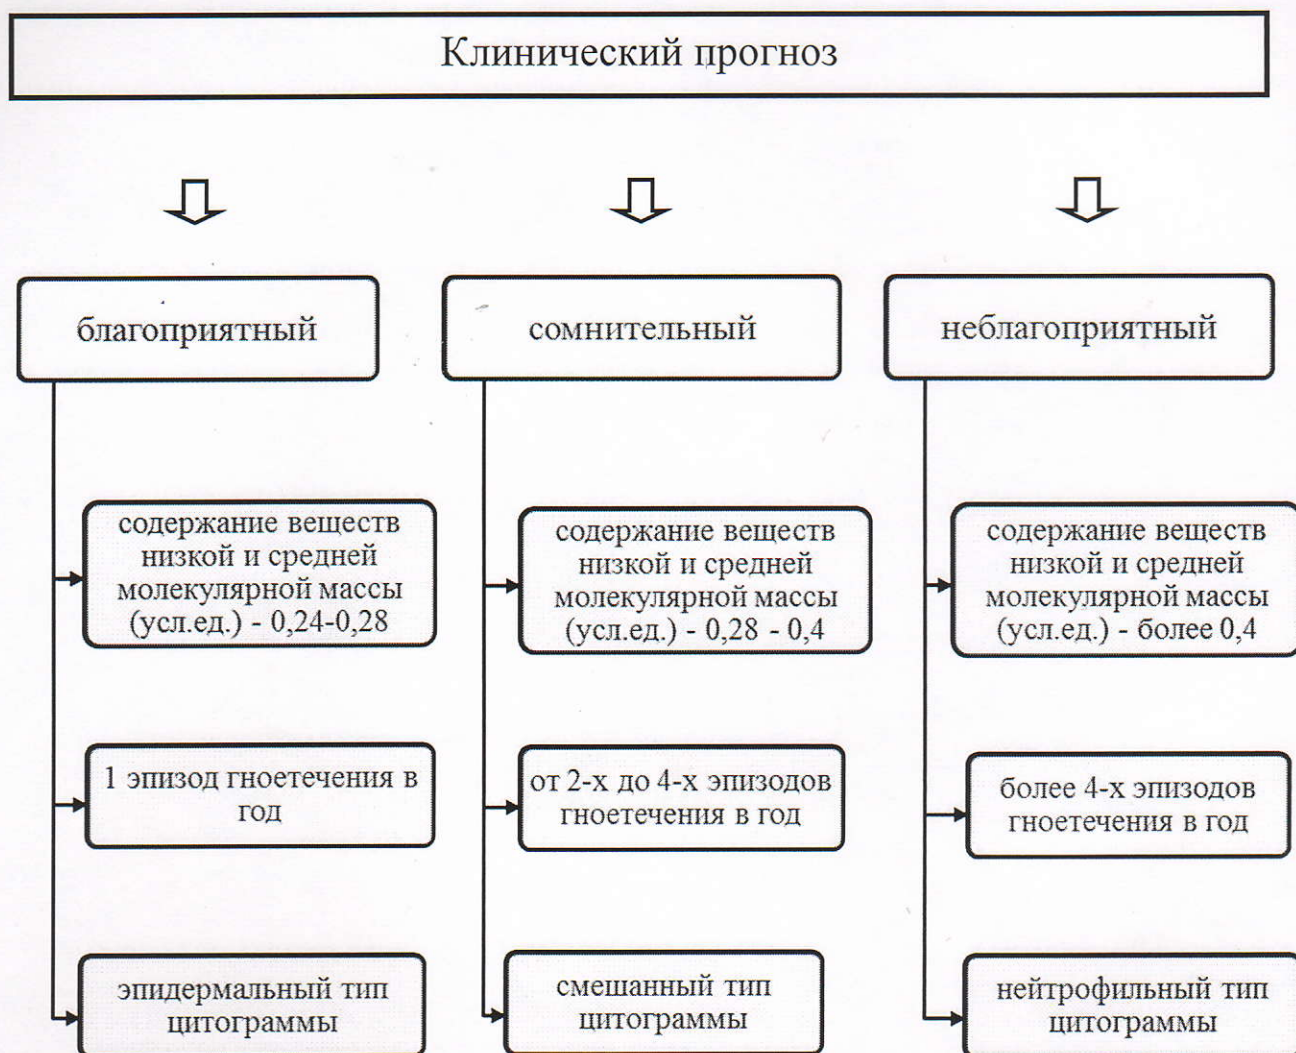 Клинический прогноз
благоприятный
содержание веществ
низкой и средней
молекулярной массы
(усл.ед.) - 0,24-0,28
1 эпизод гноетечения в
год
эпидермальный тип
цитограммы
сомнительный
содержание веществ
низкой и средней
молекулярной массы
(усл.ед.) - 0,28 - 0,4
от 2-х до 4-х эпизодов
гноетечения в год
смешанный тип
цитограммы
неблагоприятный
содержание веществ
низкой и средней
молекулярной массы
(усл.ед.) - более 0,4
более 4-х эпизодов
гноетечения в год
нейтрофильный тип
цитограммы